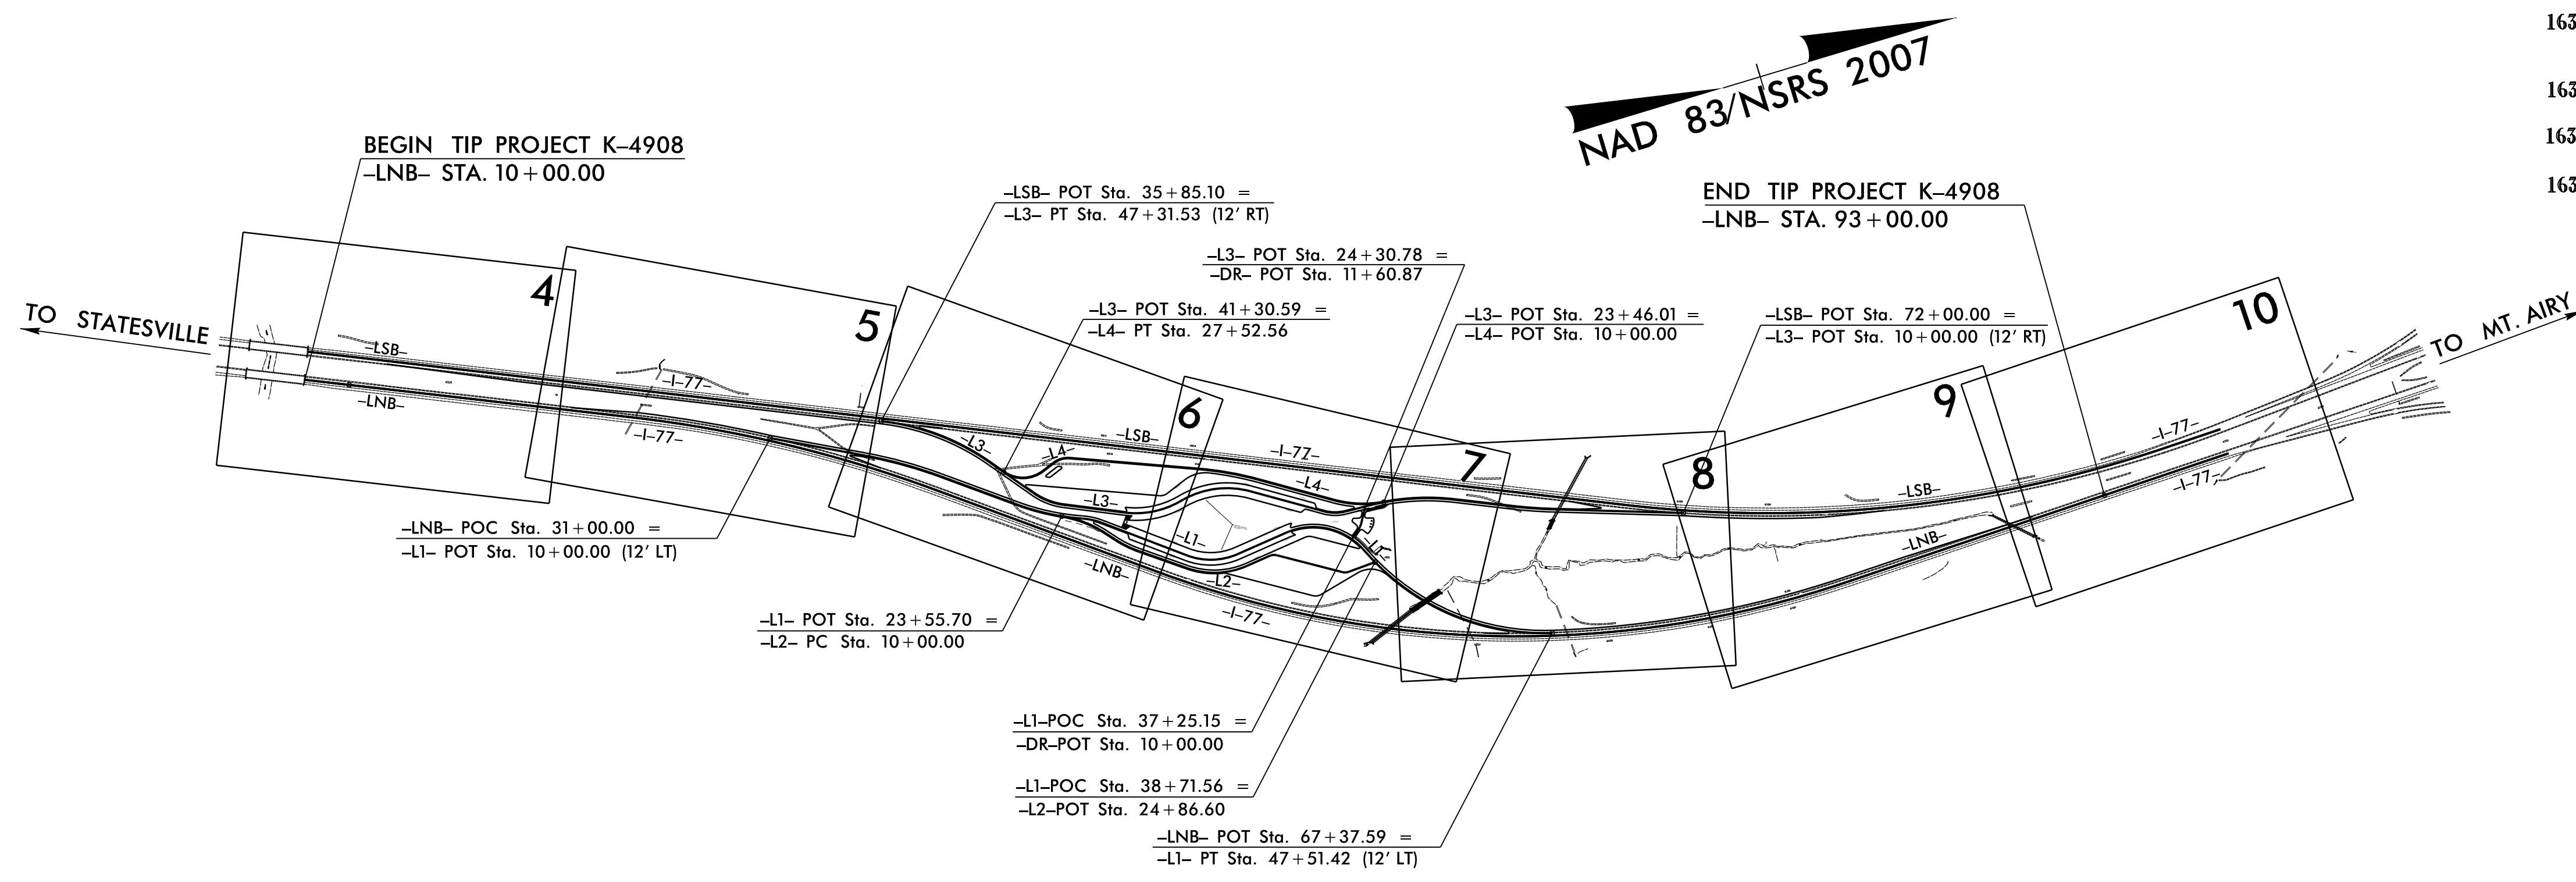 163
163
163
163
NAD 83/NSRS 2007
BEGIN TIP PROJECT K–4908
–LNB– STA. 10+00.00
–LSB– POT Sta. 35+85.10 =
–L3– PT Sta. 47+31.53 (12' RT)
END TIP PROJECT K–4908
–LNB– STA. 93+00.00
–L3– POT Sta. 24+30.78 =
–DR– POT Sta. 11+60.87
–L3– POT Sta. 41+30.59 =
–L4– PT Sta. 27+52.56
–L3– POT Sta. 23+46.01 =
–L4– POT Sta. 10+00.00
–LSB– POT Sta. 72+00.00 =
–L3– POT Sta. 10+00.00 (12' RT)
TO STATESVILLE
TO MT. AIRY
4
5
6
7
8
9
10
–LSB–
–LNB–
–I–77–
–I–77–
–L3–
–L4–
–LSB–
–I–77–
–L4–
–L3–
–L1–
–L1–
–LNB–
–L2–
–I–77–
–LSB–
–LNB–
–I–77–
–I–77–
–LNB– POC Sta. 31+00.00 =
–L1– POT Sta. 10+00.00 (12' LT)
–L1– POT Sta. 23+55.70 =
–L2– PC Sta. 10+00.00
–L1–POC Sta. 37+25.15 =
–DR–POT Sta. 10+00.00
–L1–POC Sta. 38+71.56 =
–L2–POT Sta. 24+86.60
–LNB– POT Sta. 67+37.59 =
–L1– PT Sta. 47+51.42 (12' LT)